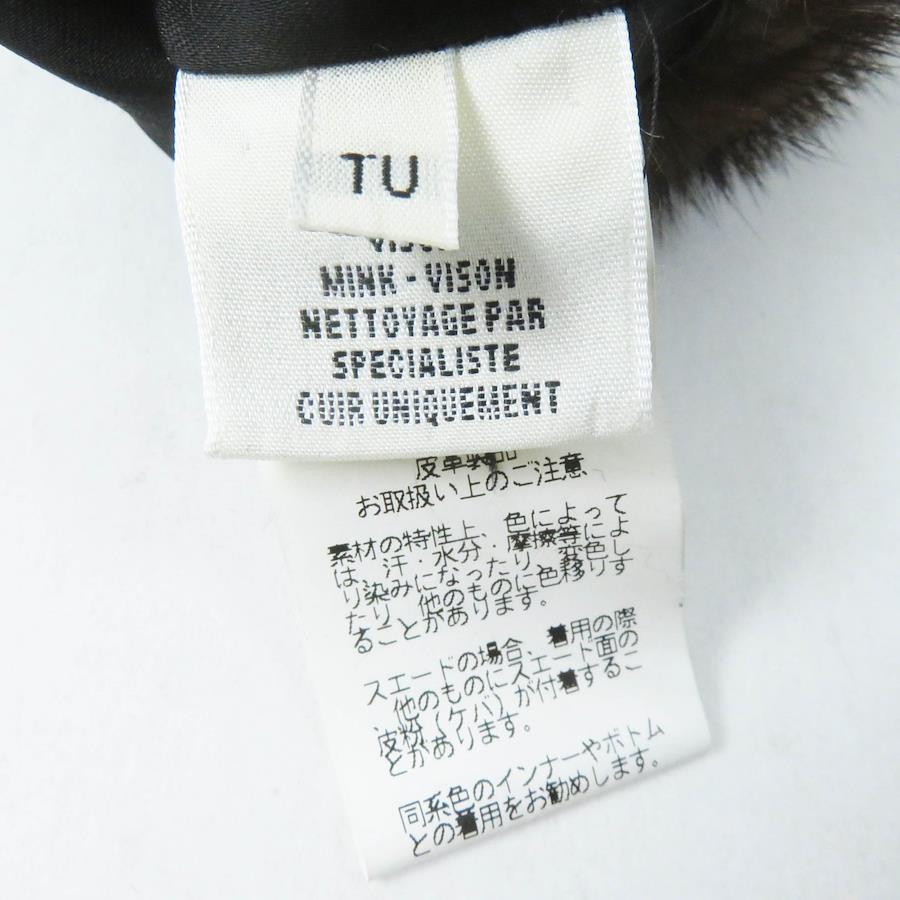 TU
MINK - VISON
NETTOYAGE PAR
SPECIALISTE
CUIR UNIQUEMENT
皮革製品
お取扱い上のご注意
素材の特性上、色によって
は、汗・水分・摩擦等によ
り染みになったり、変色し
たり、他のものに色移りす
ることがあります。
スエードの場合、着用の際
、他のものにスエード面の
皮粉(ケバ)が付着するこ
とがあります。
同系色のインナーやボトム
との着用をお勧めします。